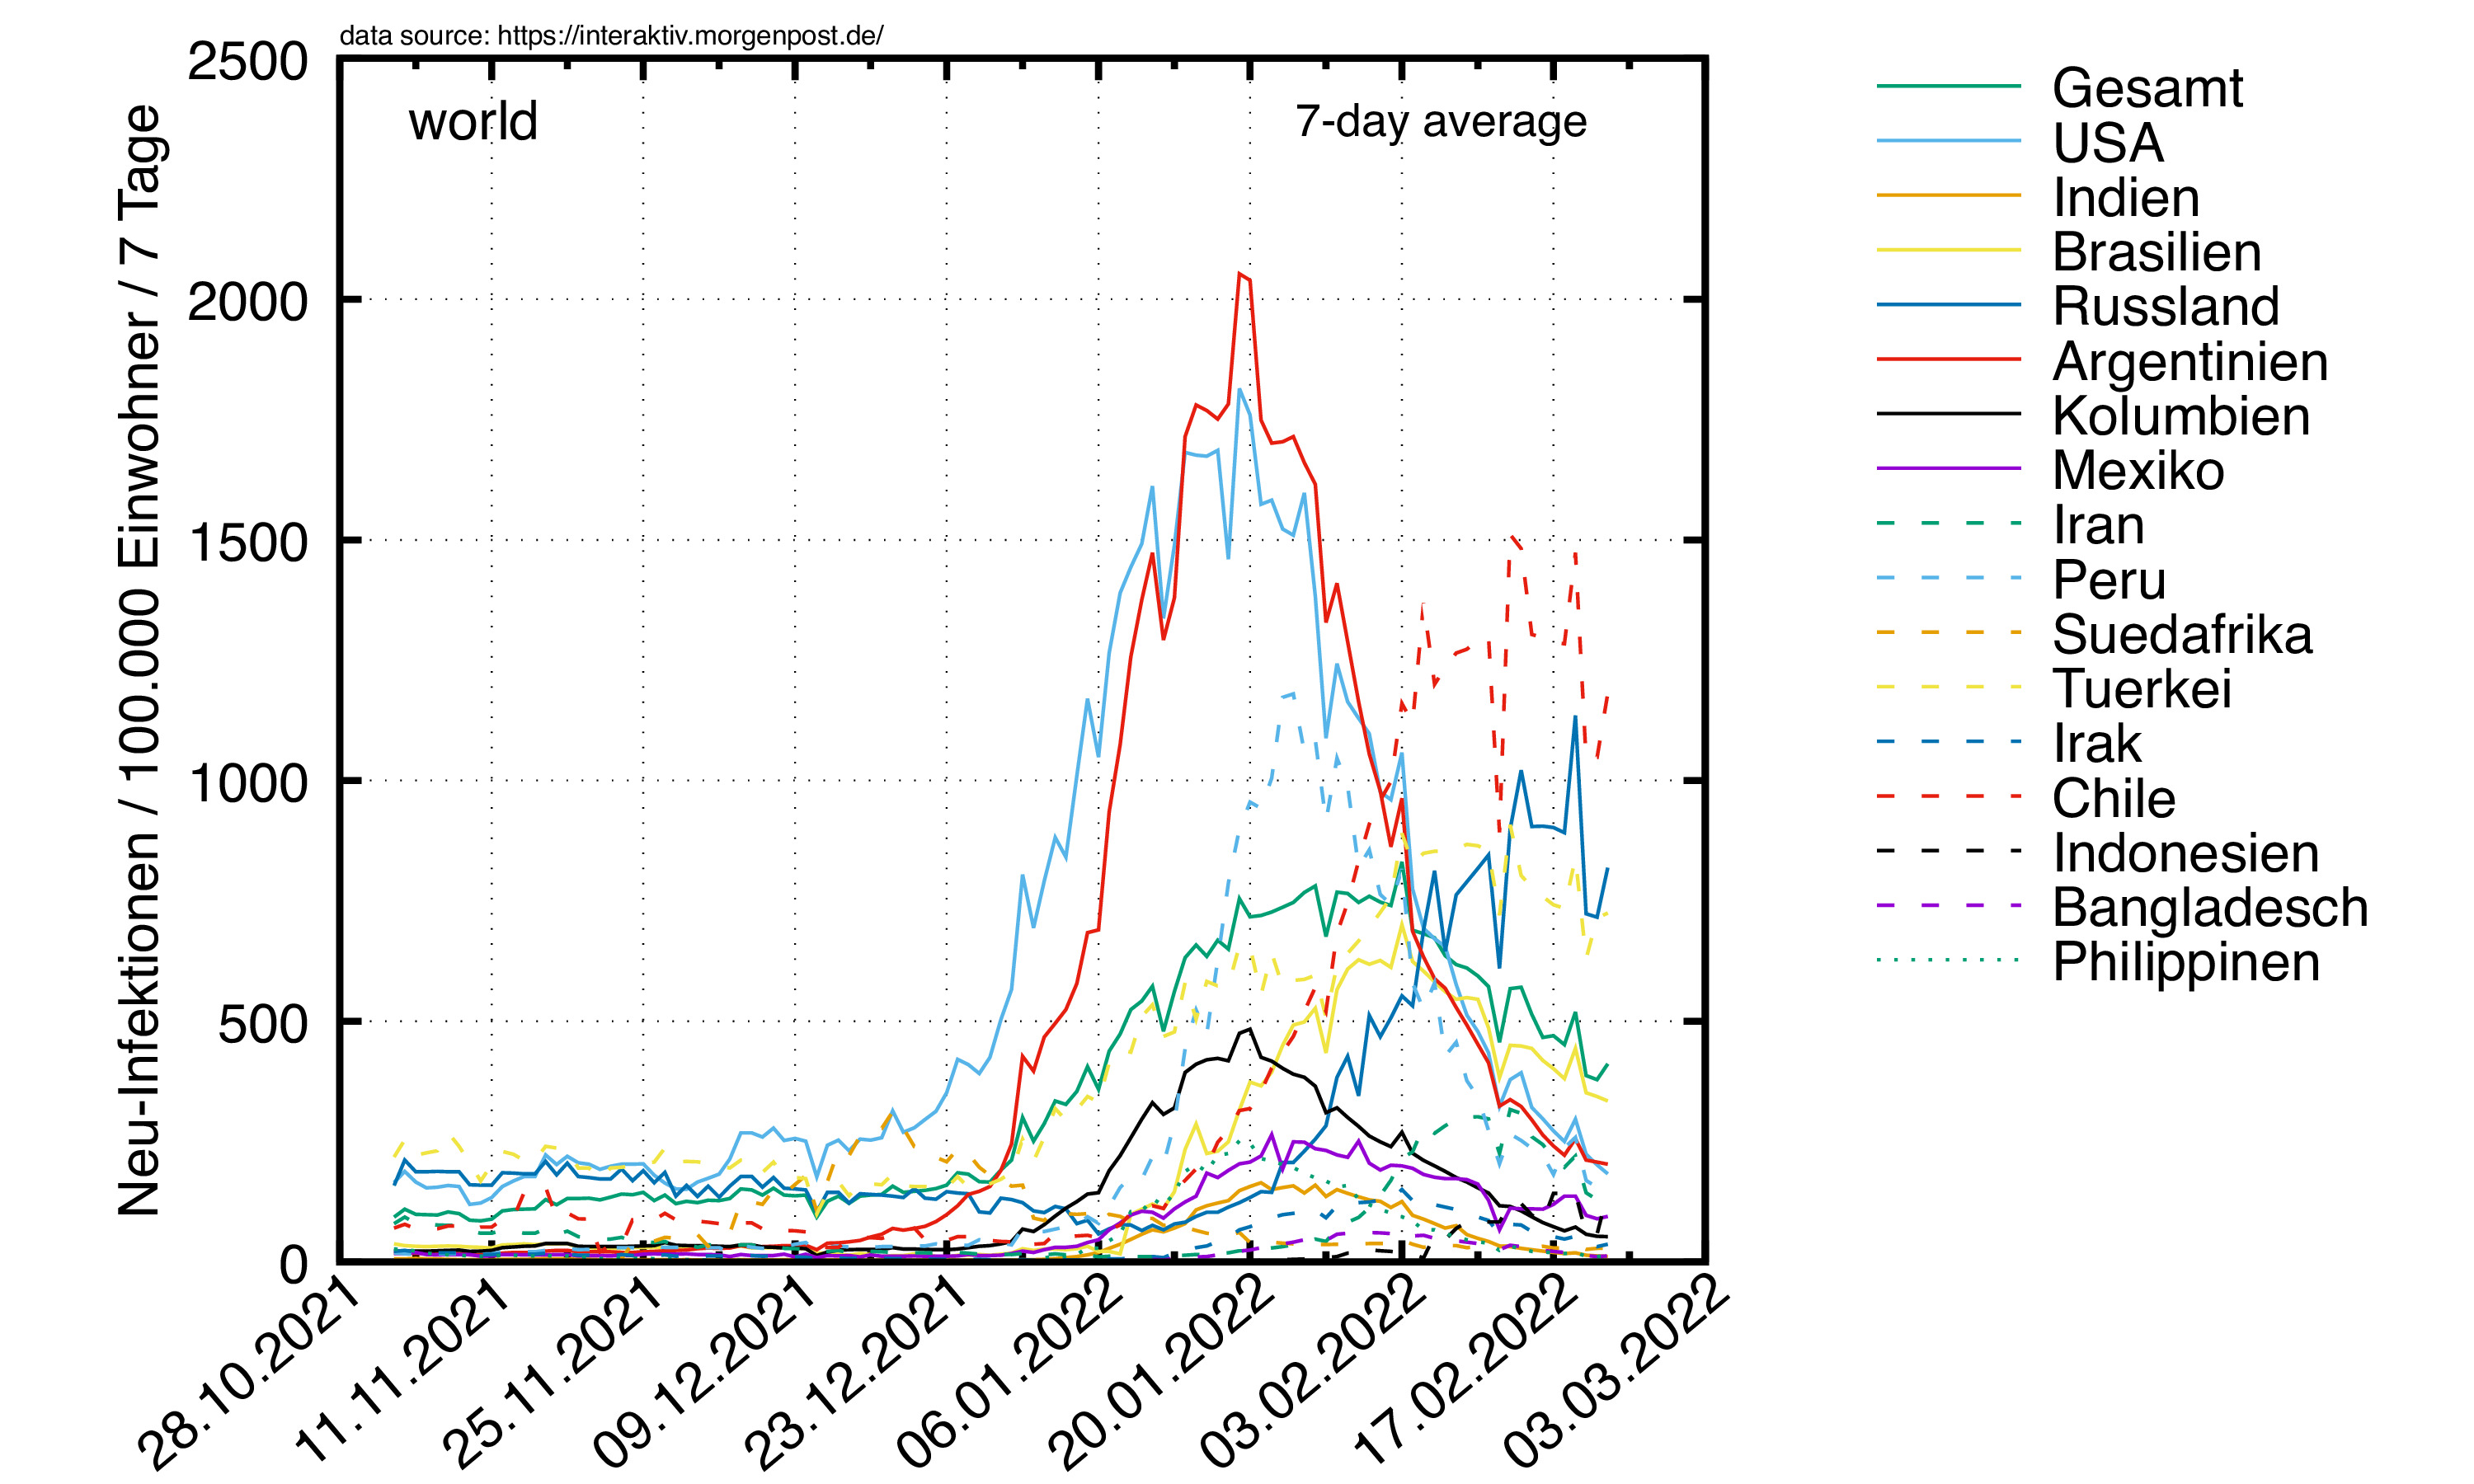 data source: https://interaktiv.morgenpost.de/
world
7-day average
Neu-Infektionen / 100.000 Einwohner / 7 Tage
2500
2000
1500
1000
500
0
28.10.2021
11.11.2021
25.11.2021
09.12.2021
23.12.2021
06.01.2022
20.01.2022
03.02.2022
17.02.2022
03.03.2022
Gesamt
USA
Indien
Brasilien
Russland
Argentinien
Kolumbien
Mexiko
Iran
Peru
Suedafrika
Tuerkei
Irak
Chile
Indonesien
Bangladesch
Philippinen